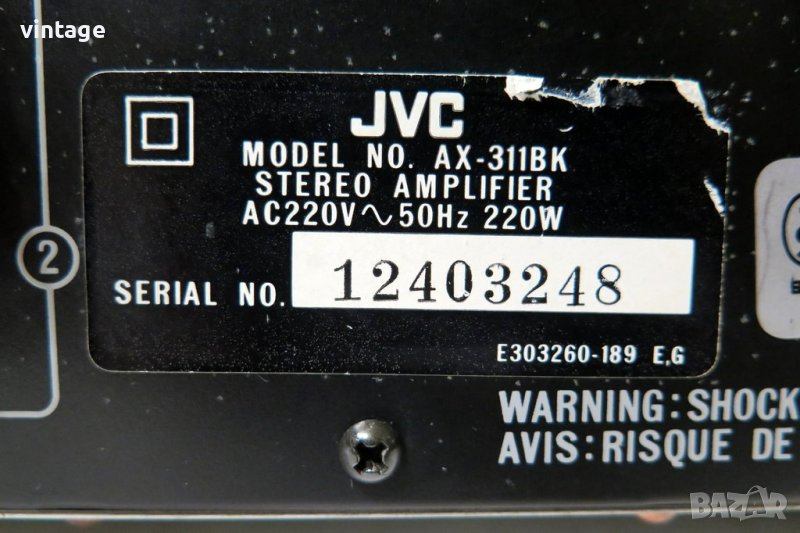 vintage
JVC
MODEL NO. AX-311BK
STEREO AMPLIFIER
AC220V ∿ 50Hz 220W
2
SERIAL NO. 12403248
E303260-189 E,G
WARNING: SHOCK
AVIS: RISQUE DE
BAZAR